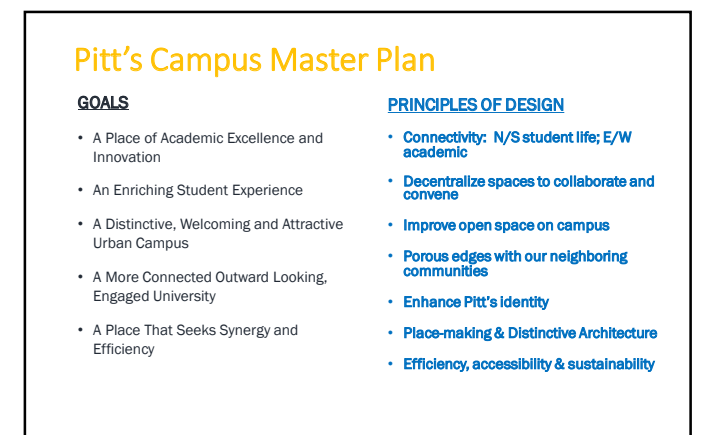 Pitt's Campus Master Plan
GOALS
• A Place of Academic Excellence and
Innovation
• An Enriching Student Experience
• A Distinctive, Welcoming and Attractive
Urban Campus
• A More Connected Outward Looking,
Engaged University
• A Place That Seeks Synergy and
Efficiency
PRINCIPLES OF DESIGN
• Connectivity: N/S student life; E/W
academic
• Decentralize spaces to collaborate and
convene
• Improve open space on campus
• Porous edges with our neighboring
communities
• Enhance Pitt's identity
• Place-making & Distinctive Architecture
• Efficiency, accessibility & sustainability